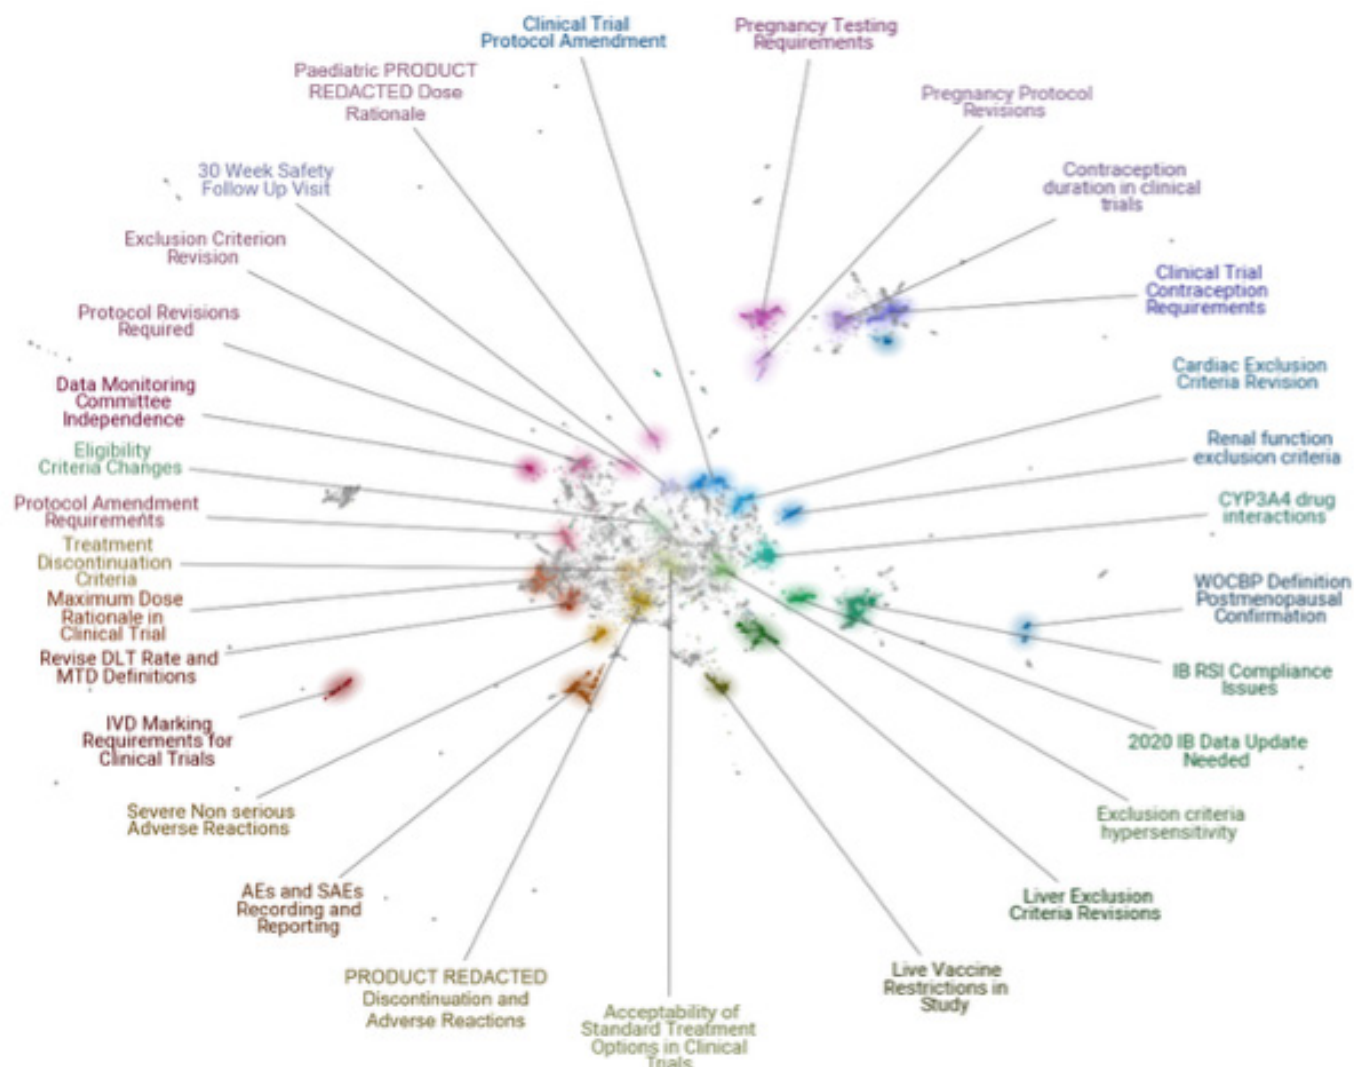 Clinical Trial
Protocol Amendment
Pregnancy Testing
Requirements
Paediatric PRODUCT
REDACTED Dose
Rationale
Pregnancy Protocol
Revisions
30 Week Safety
Follow Up Visit
Contraception
duration in clinical
trials
Exclusion Criterion
Revision
Clinical Trial
Contraception
Requirements
Protocol Revisions
Required
Cardiac Exclusion
Criteria Revision
Data Monitoring
Committee
Independence
Renal function
exclusion criteria
Eligibility
Criteria Changes
CYP3A4 drug
interactions
Protocol Amendment
Requirements
Treatment
Discontinuation
Criteria
WOCBP Definition
Postmenopausal
Confirmation
Maximum Dose
Rationale in
Clinical Trial
Revise DLT Rate and
MTD Definitions
IB RSI Compliance
Issues
IVD Marking
Requirements for
Clinical Trials
2020 IB Data Update
Needed
Severe Non serious
Adverse Reactions
Exclusion criteria
hypersensitivity
AEs and SAEs
Recording and
Reporting
Liver Exclusion
Criteria Revisions
PRODUCT REDACTED
Discontinuation and
Adverse Reactions
Live Vaccine
Restrictions in
Study
Acceptability of
Standard Treatment
Options in Clinical
Trials